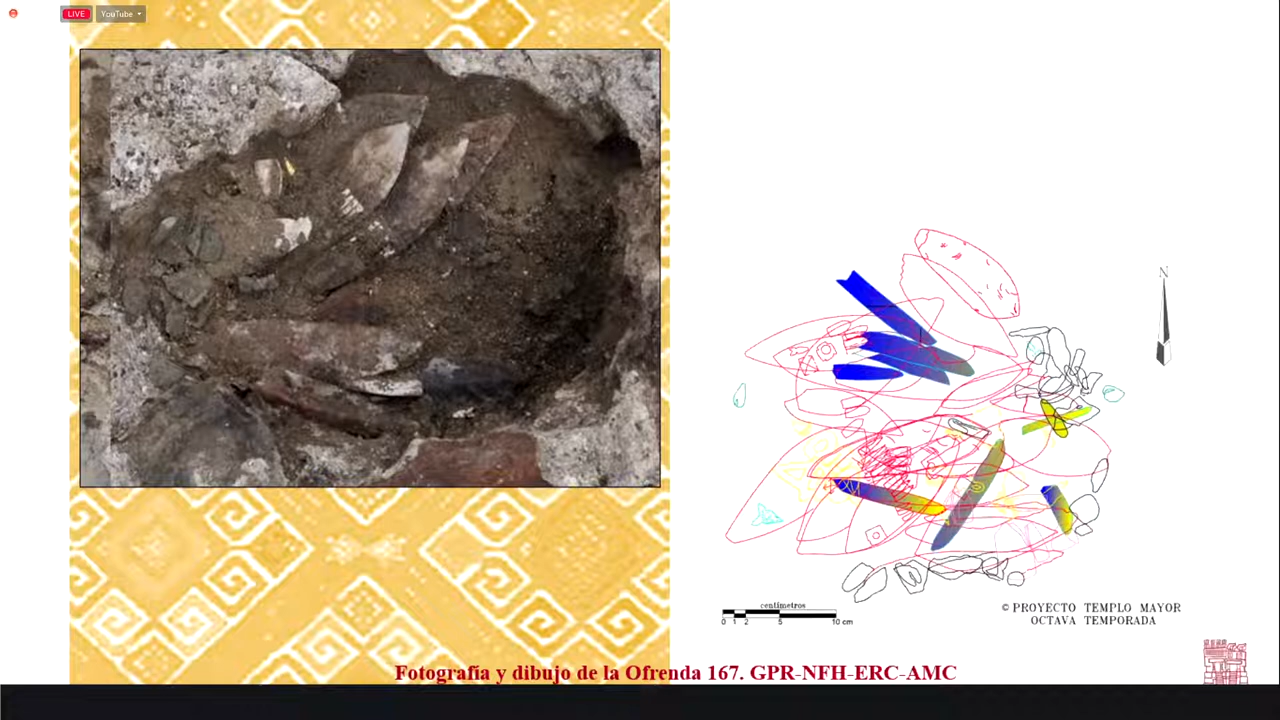 LIVE
YouTube
N
centímetros
0 1 2 5 10 cm
© PROYECTO TEMPLO MAYOR
OCTAVA TEMPORADA
Fotografía y dibujo de la Ofrenda 167. GPR-NFH-ERC-AMC